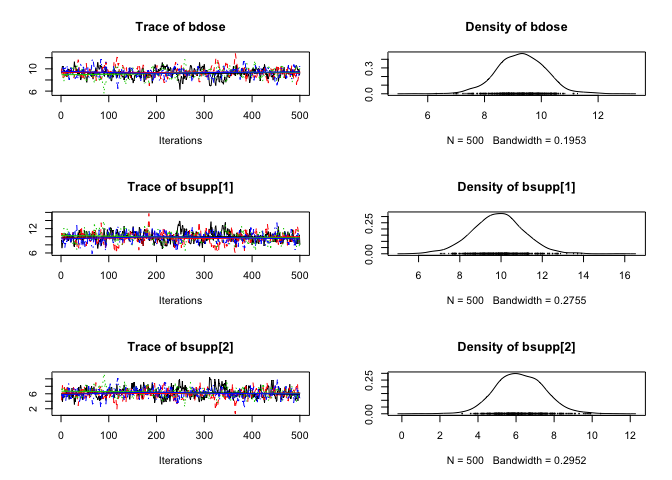 Trace of bdose
6 10
0 100 200 300 400 500
Iterations
Density of bdose
0.0 0.3
6 8 10 12
N = 500 Bandwidth = 0.1953
Trace of bsupp[1]
6 12
0 100 200 300 400 500
Iterations
Density of bsupp[1]
0.00 0.25
6 8 10 12 14 16
N = 500 Bandwidth = 0.2755
Trace of bsupp[2]
2 6
0 100 200 300 400 500
Iterations
Density of bsupp[2]
0.00 0.25
0 2 4 6 8 10 12
N = 500 Bandwidth = 0.2952